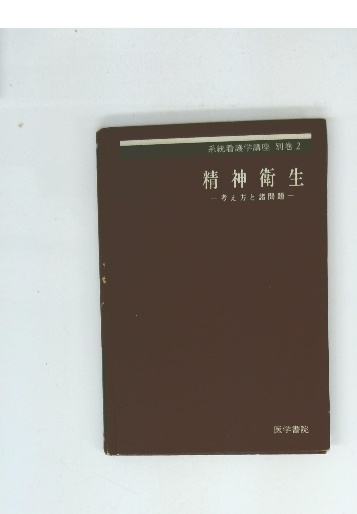 系統看護学講座 別巻2
精神衛生
―考え方と諸問題―
医学書院